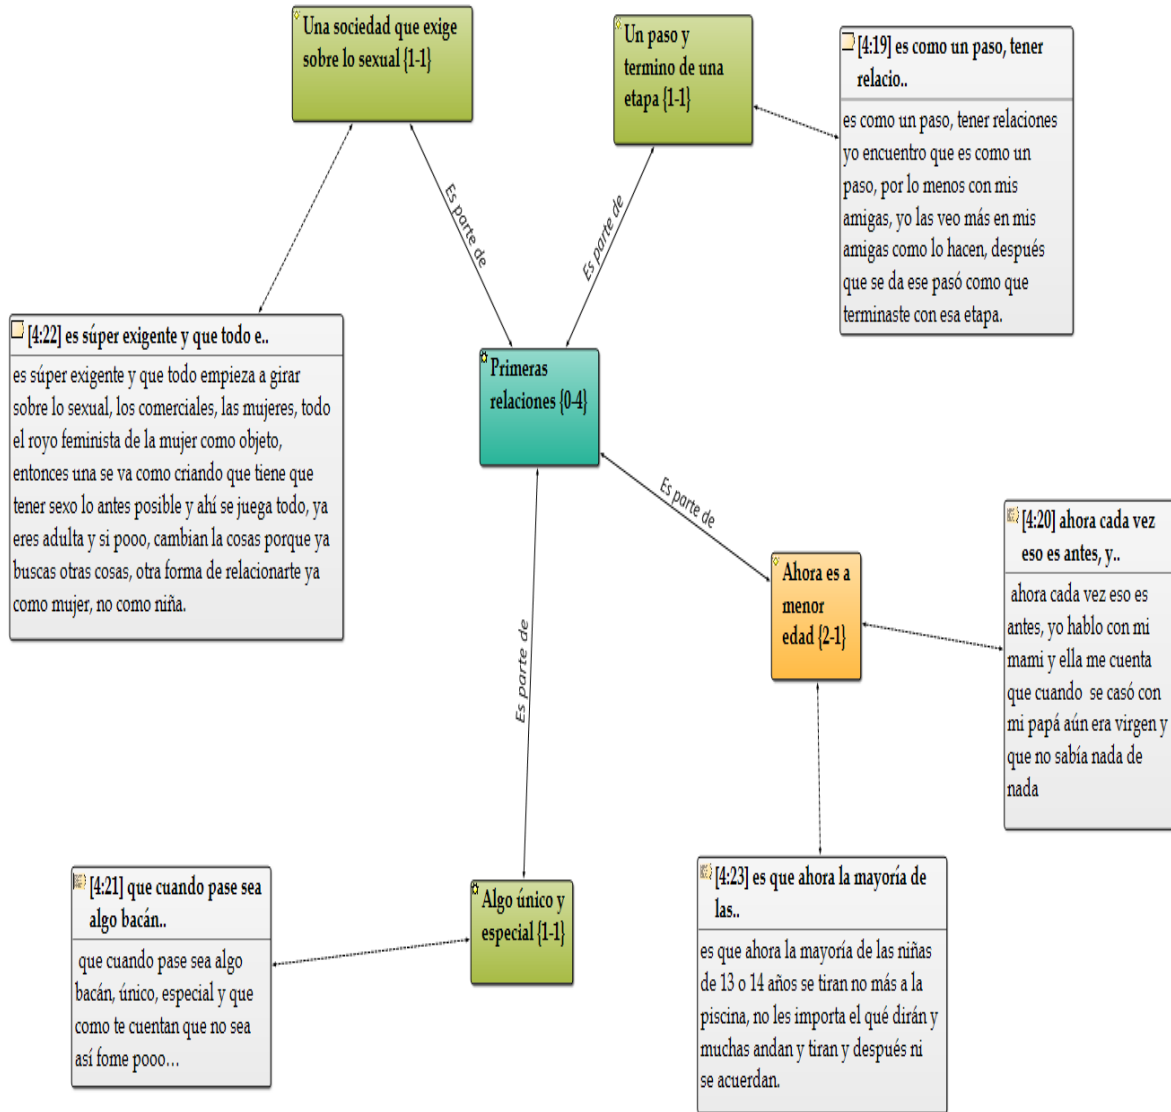 Una sociedad que exige
sobre lo sexual {1-1}
Un paso y
termino de una
etapa {1-1}
[4:19] es como un paso, tener
relacio..
es como un paso, tener relaciones
yo encuentro que es como un
paso, por lo menos con mis
amigas, yo las veo más en mis
amigas como lo hacen, después
que se da ese pasó como que
terminaste con esa etapa.
Es parte de
Es parte de
[4:22] es súper exigente y que todo e..
es súper exigente y que todo empieza a girar
sobre lo sexual, los comerciales, las mujeres, todo
el royo feminista de la mujer como objeto,
entonces una se va como criando que tiene que
tener sexo lo antes posible y ahí se juega todo, ya
eres adulta y si pooo, cambian la cosas porque ya
buscas otras cosas, otra forma de relacionarte ya
como mujer, no como niña.
Primeras
relaciones {0-4}
Es parte de
Es parte de
Ahora es a
menor
edad {2-1}
[4:20] ahora cada vez
eso es antes, y..
ahora cada vez eso es
antes, yo hablo con mi
mami y ella me cuenta
que cuando se casó con
mi papá aún era virgen y
que no sabía nada de
nada
[4:21] que cuando pase sea
algo bacán..
que cuando pase sea algo
bacán, único, especial y que
como te cuentan que no sea
así fome pooo...
Algo único y
especial {1-1}
[4:23] es que ahora la mayoría de
las..
es que ahora la mayoría de las niñas
de 13 o 14 años se tiran no más a la
piscina, no les importa el qué dirán y
muchas andan y tiran y después ni
se acuerdan.